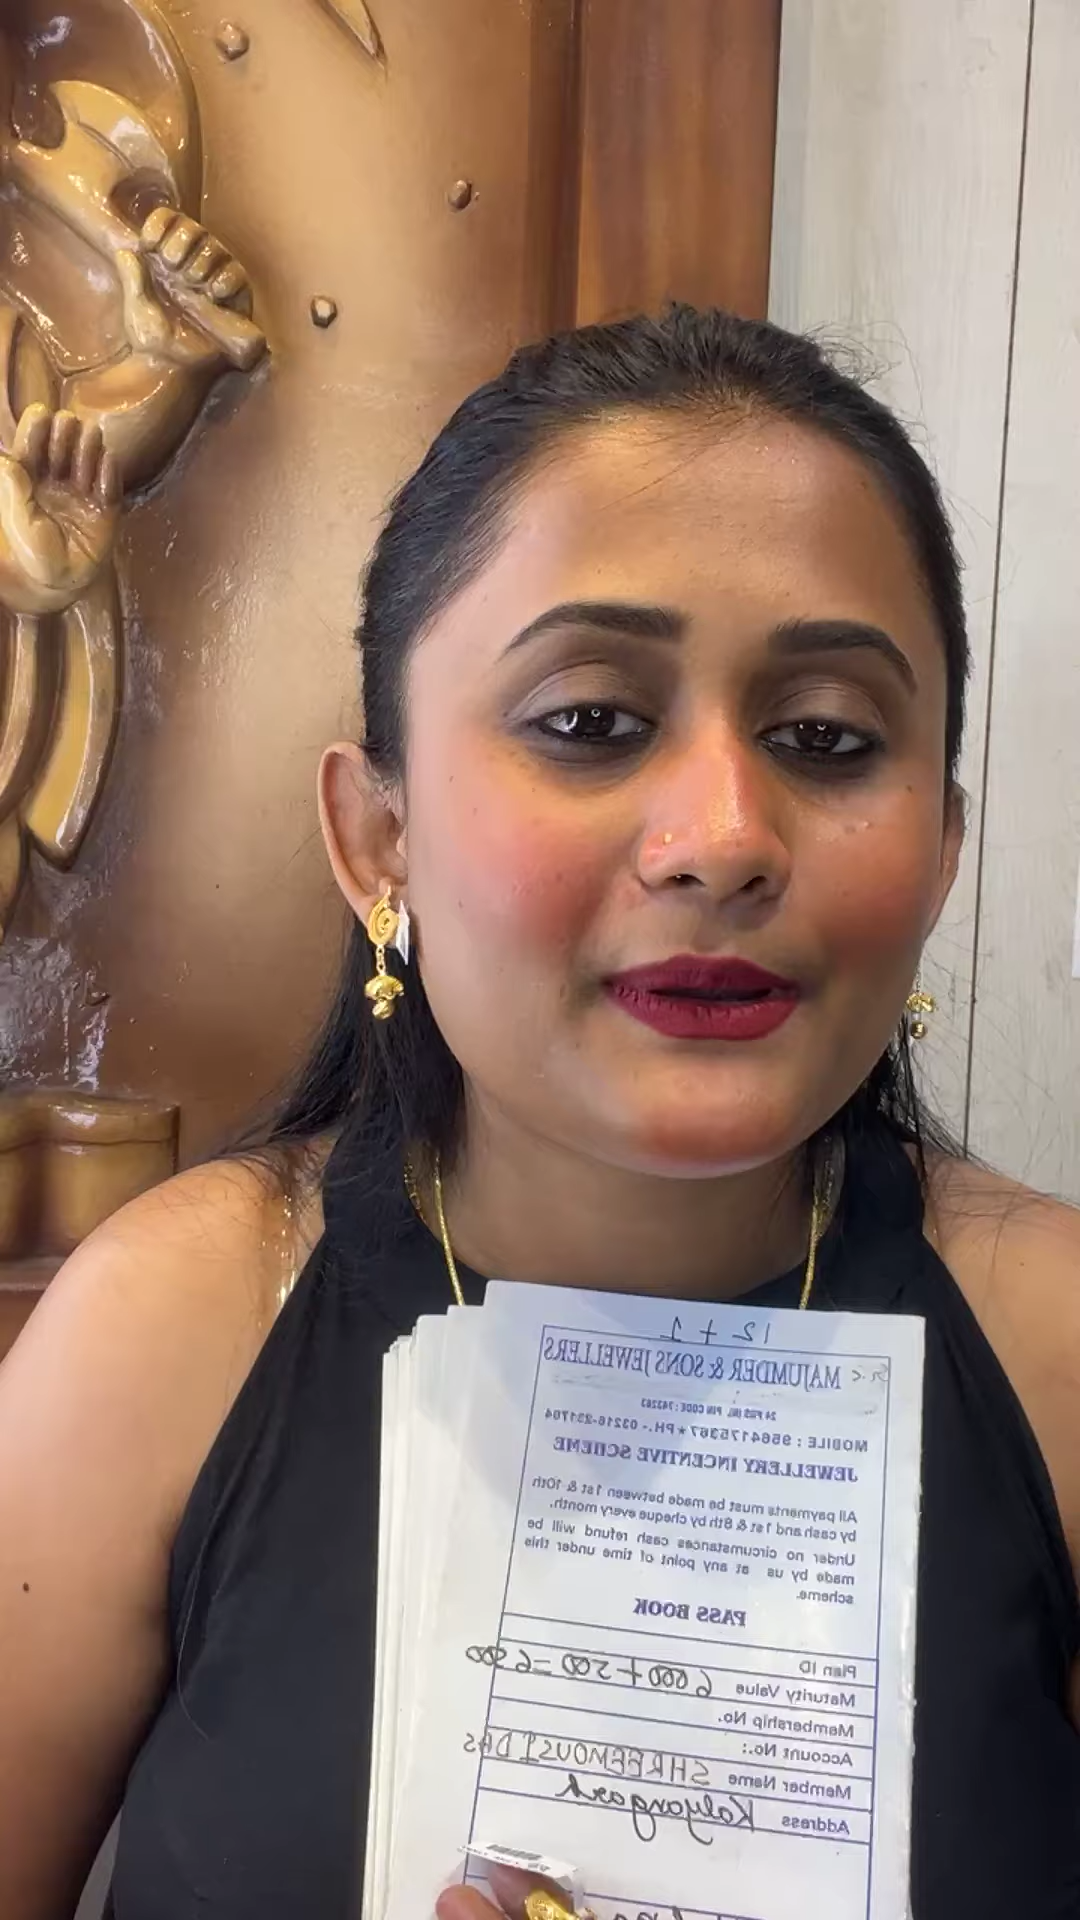 12 + 1
MAJUMDER & SONS JEWELLERS
24 PGS (N), PIN CODE : 743263
MOBILE : 9564175367 ★ PH.- 03216-231704
JEWELLERY INCENTIVE SCHEME
All payments must be made between 1st & 10th
by cash and 1st & 8th by cheque every month.
Under no circumstances cash refund will be
made by us at any point of time under this
scheme.
PASS BOOK
Plan ID
Maturity Value 6000+500=6500
Membership No.
Account No.:
Member Name SHREEMOUSI DAS
Address Kalyangarh